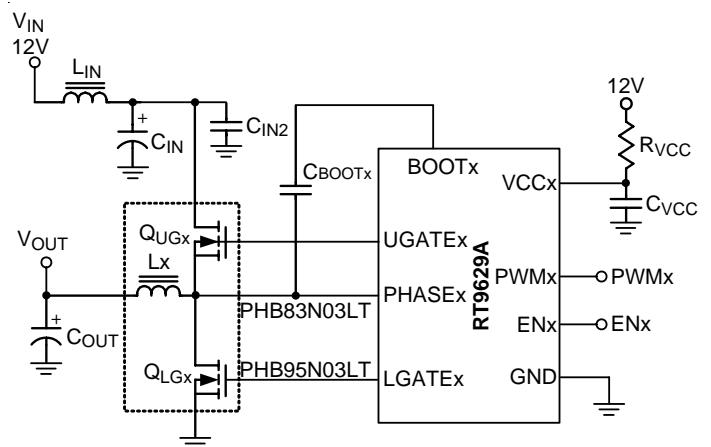 VIN
12V
LIN
CIN
CIN2
CBOOTx
12V
RVCC
CVCC
BOOTx
VCCx
UGATEx
PHASEx
LGATEx
RT9629A
PWMx
PWMx
ENx
ENx
GND
VOUT
COUT
Lx
QUGx
QLGx
PHB83N03LT
PHB95N03LT